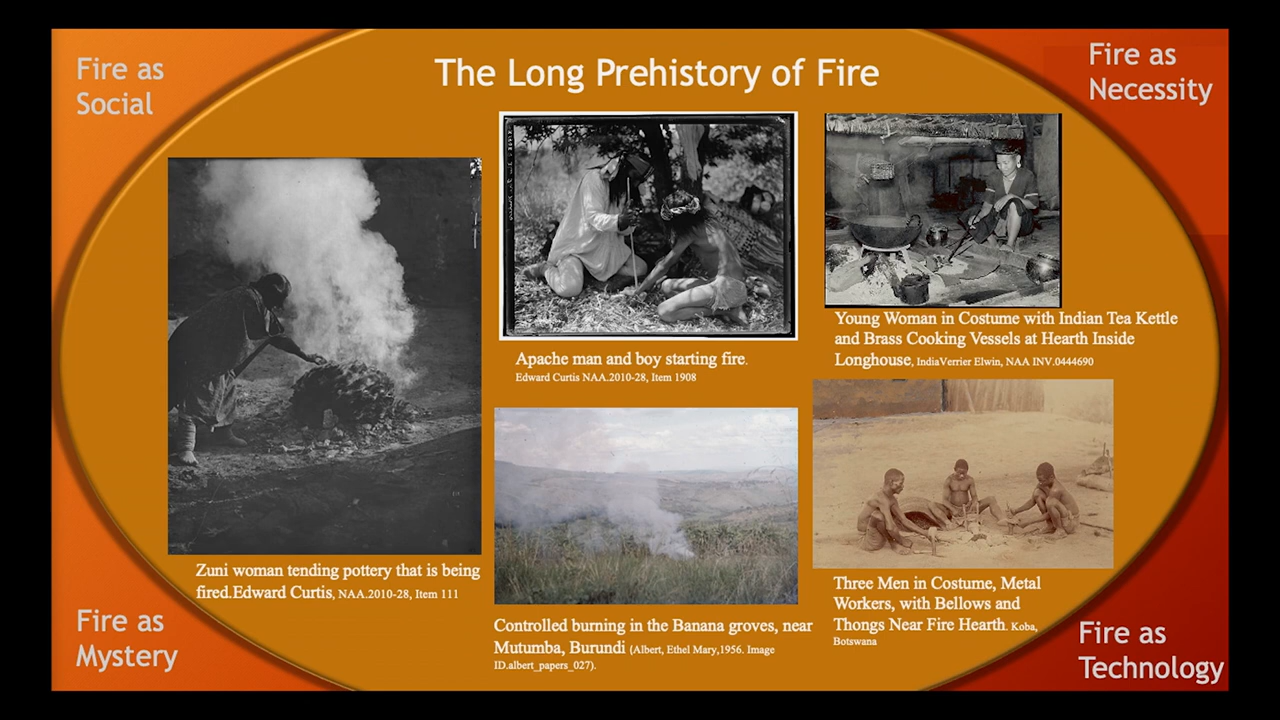 The Long Prehistory of Fire
Fire as
Social
Fire as
Necessity
Zuni woman tending pottery that is being
fired.Edward Curtis, NAA.2010-28, Item 111
Apache man and boy starting fire.
Edward Curtis NAA.2010-28, Item 1908
Young Woman in Costume with Indian Tea Kettle
and Brass Cooking Vessels at Hearth Inside
Longhouse, IndiaVerrier Elwin, NAA INV.0444690
Controlled burning in the Banana groves, near
Mutumba, Burundi (Albert, Ethel Mary,1956. Image
ID.albert_papers_027).
Three Men in Costume, Metal
Workers, with Bellows and
Thongs Near Fire Hearth. Koba,
Botswana
Fire as
Mystery
Fire as
Technology